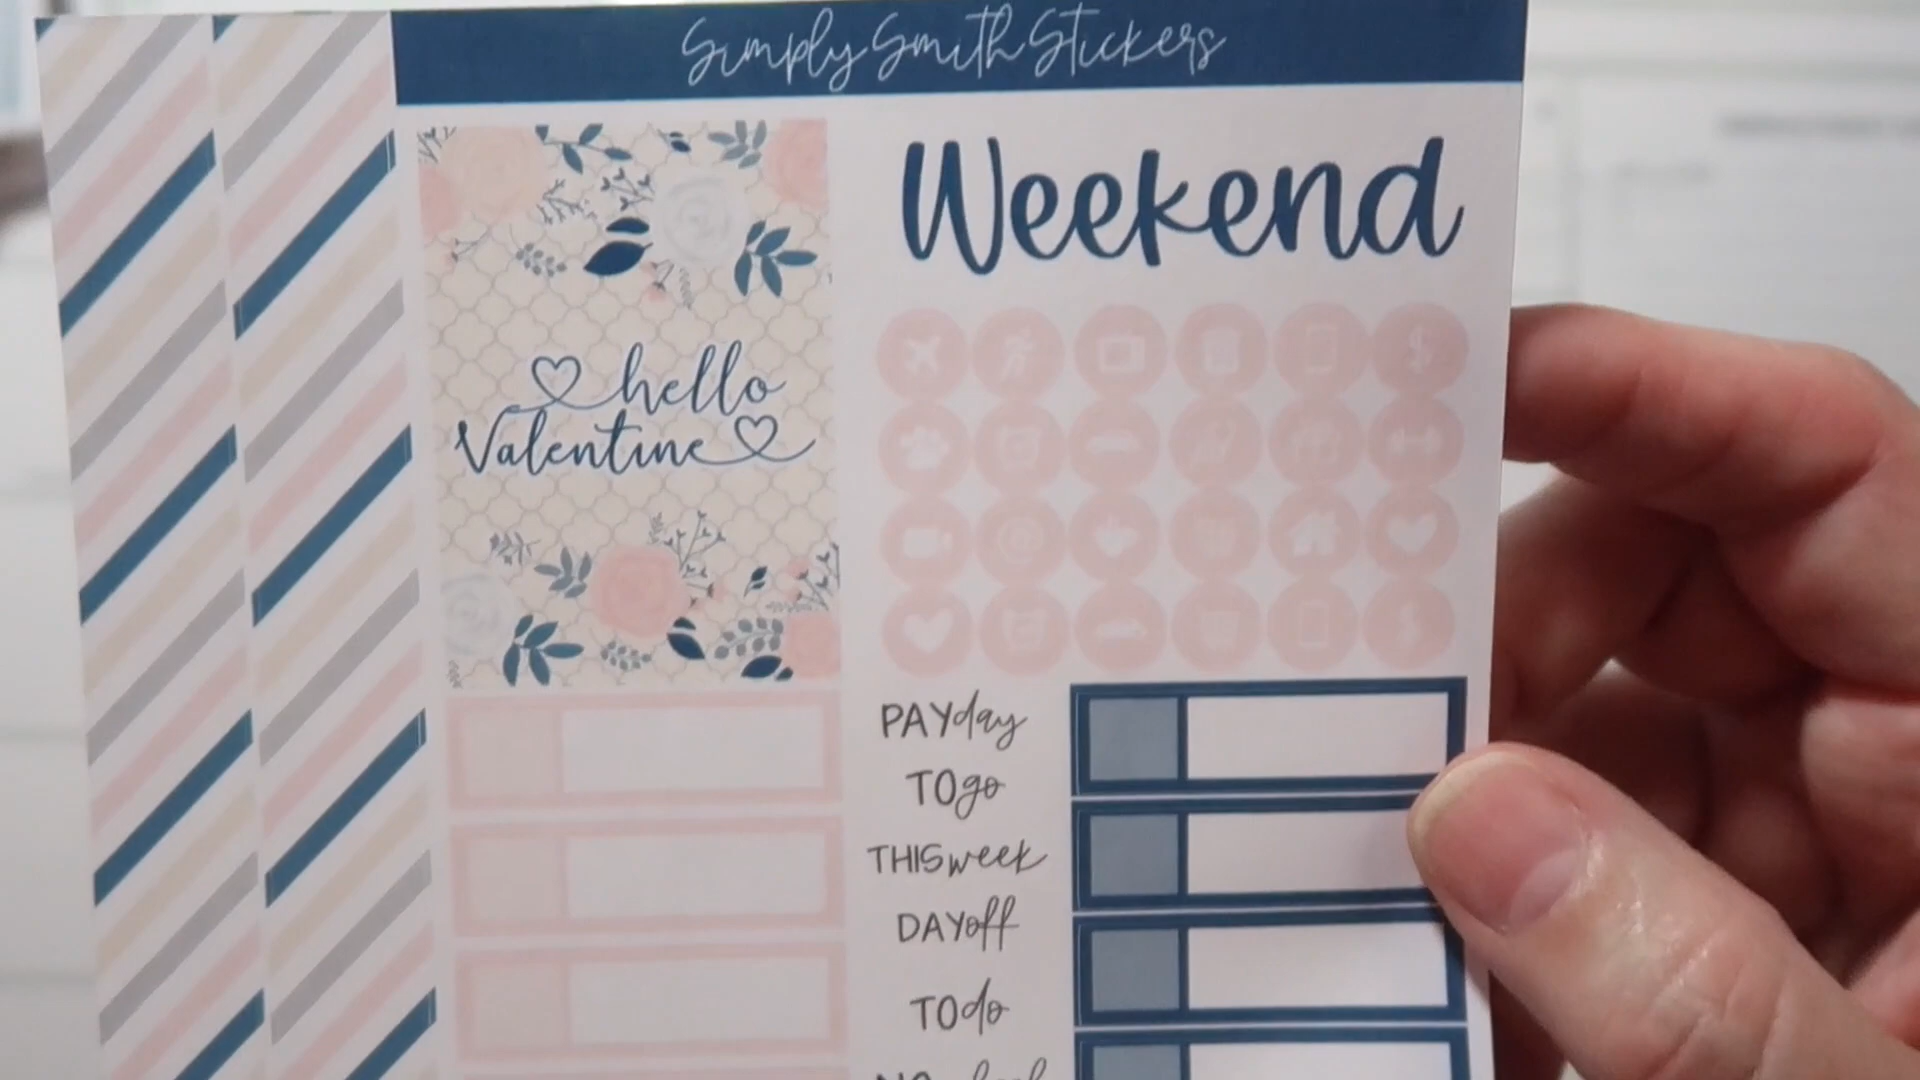 Simply Smith Stickers
Weekend
hello
Valentine
PAYday
TOgo
THISweek
DAYoff
TOdo